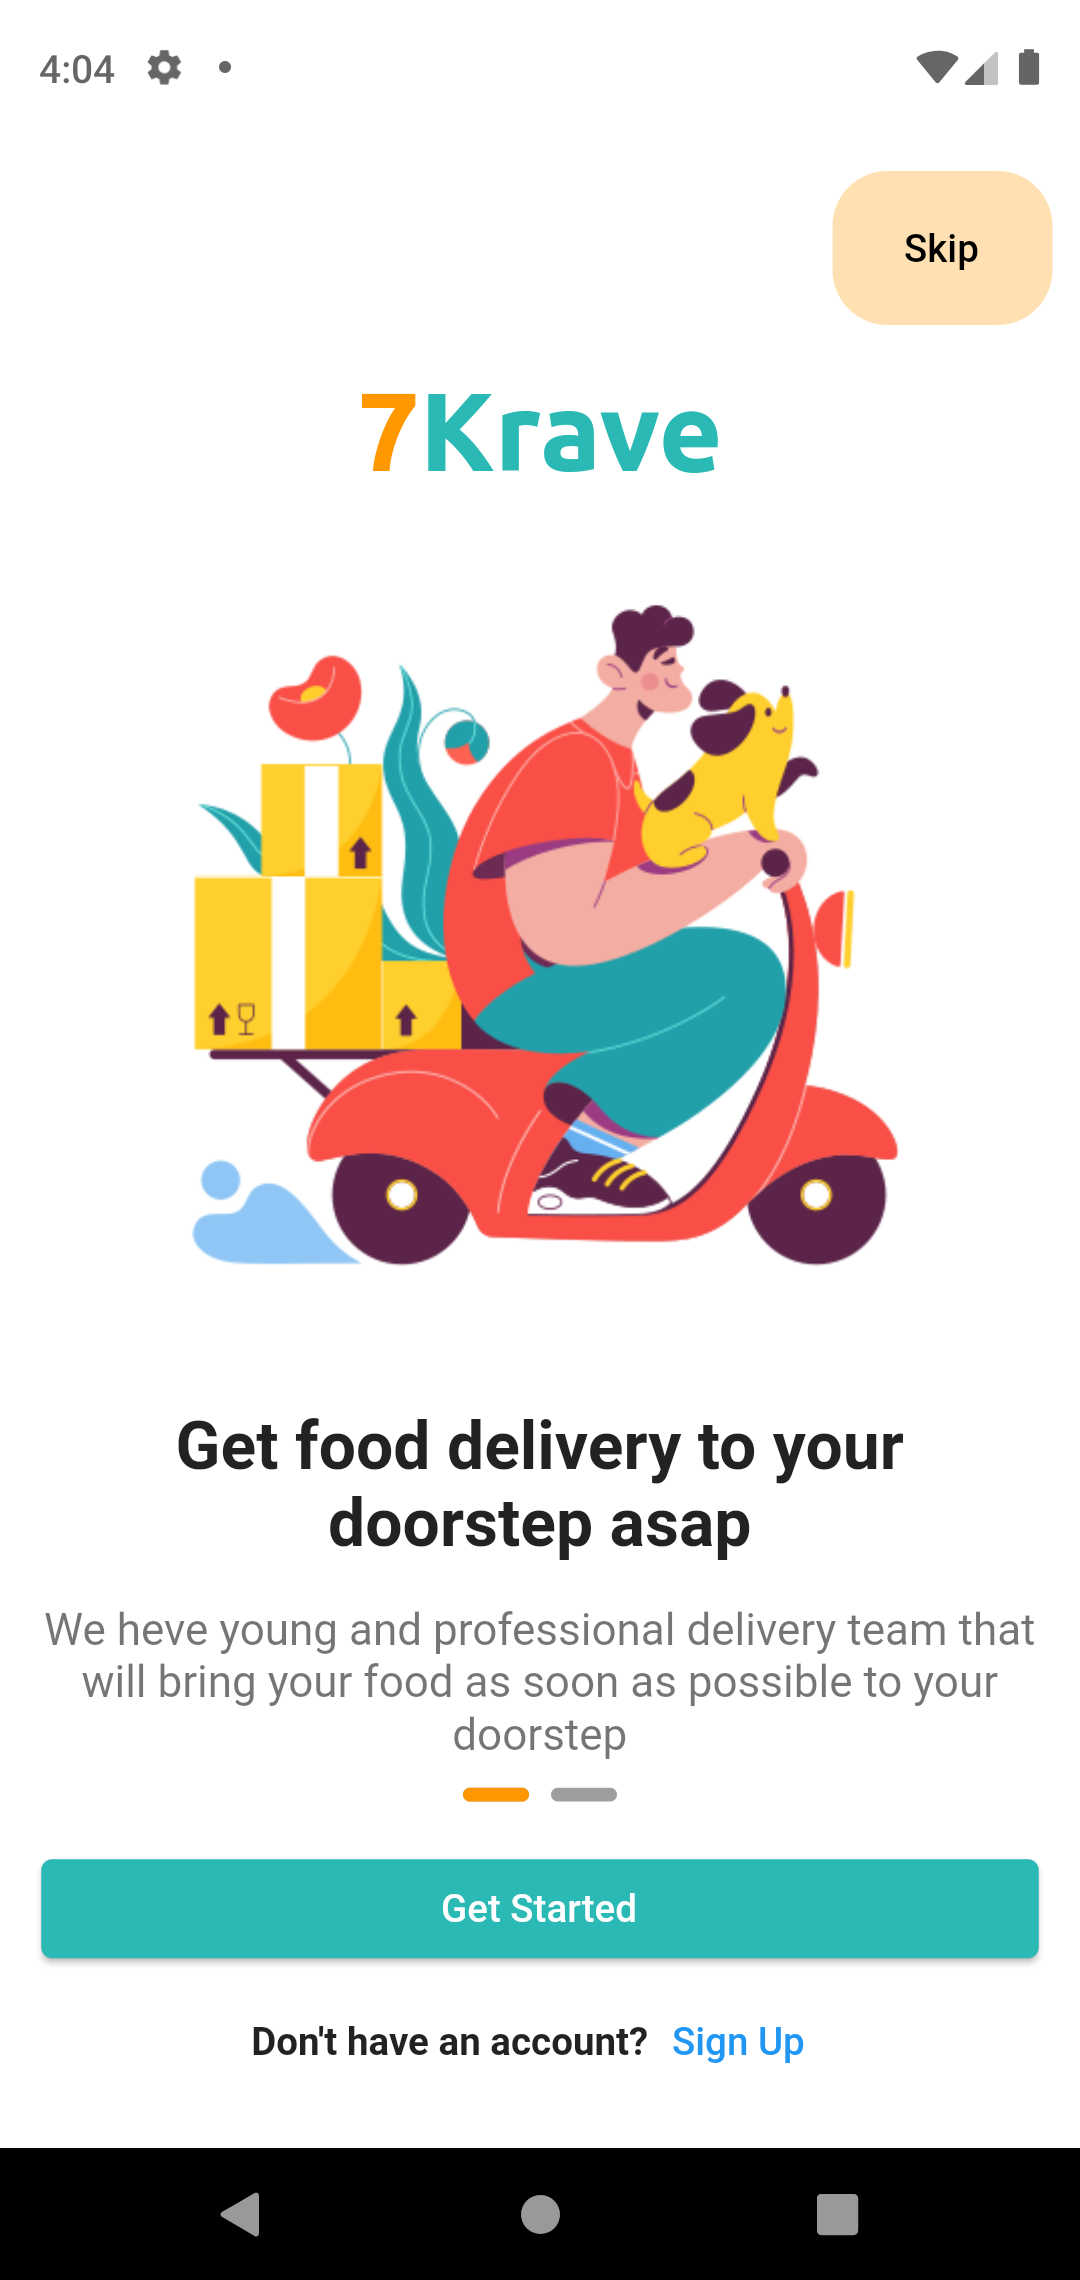 4:04
Skip
7Krave
Get food delivery to your
doorstep asap
We heve young and professional delivery team that
will bring your food as soon as possible to your
doorstep
Get Started
Don't have an account? Sign Up